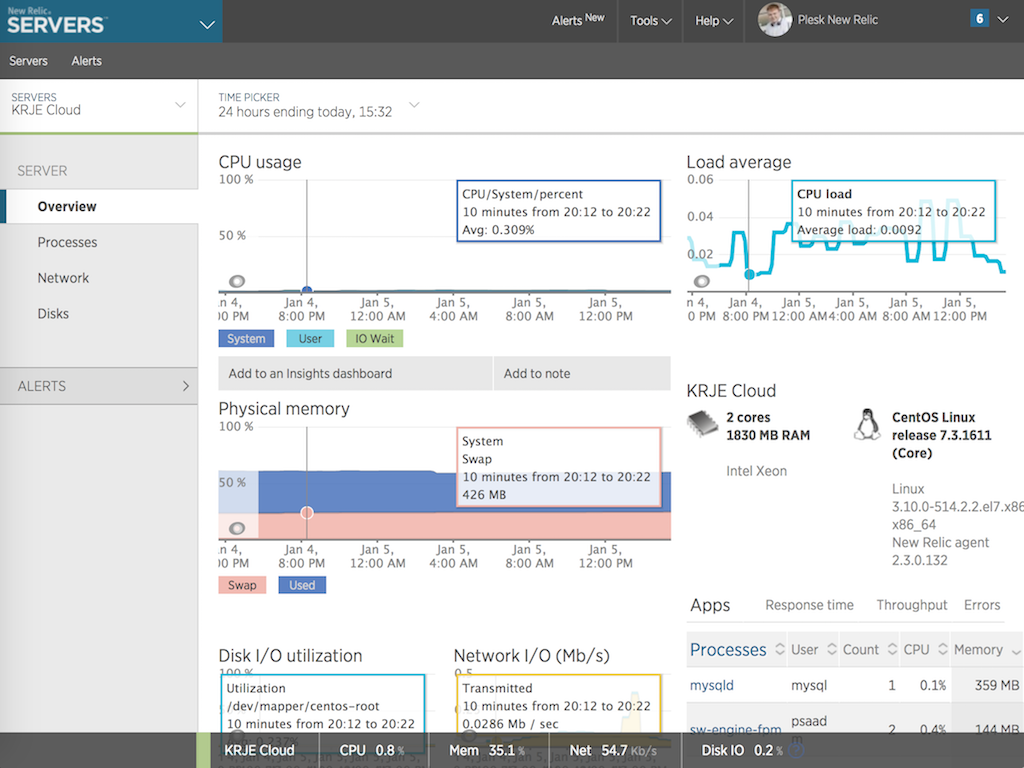 New Relic.
SERVERS
Alerts New
Tools
Help
Plesk New Relic
6
Servers
Alerts
SERVERS
KRJE Cloud
TIME PICKER
24 hours ending today, 15:32
SERVER
Overview
Processes
Network
Disks
ALERTS
CPU usage
100 %
50 %
CPU/System/percent
10 minutes from 20:12 to 20:22
Avg: 0.309%
n 4, Jan 4, Jan 5, Jan 5, Jan 5, Jan 5,
00 PM 8:00 PM 12:00 AM 4:00 AM 8:00 AM 12:00 PM
System User IO Wait
Add to an Insights dashboard
Add to note
Physical memory
100 %
50 %
System
Swap
10 minutes from 20:12 to 20:22
426 MB
n 4, Jan 4, Jan 5, Jan 5, Jan 5, Jan 5,
00 PM 8:00 PM 12:00 AM 4:00 AM 8:00 AM 12:00 PM
Swap Used
Disk I/O utilization
100 %
Utilization
/dev/mapper/centos-root
10 minutes from 20:12 to 20:22
Network I/O (Mb/s)
0.5
Transmitted
10 minutes from 20:12 to 20:22
0.0286 Mb / sec
Load average
0.06
0.04
0.02
CPU load
10 minutes from 20:12 to 20:22
Average load: 0.0092
n 4, Jan 4, Jan 5, Jan 5, Jan 5, Jan 5,
0 PM 8:00 PM 12:00 AM 4:00 AM 8:00 AM 12:00 PM
KRJE Cloud
2 cores
1830 MB RAM
Intel Xeon
CentOS Linux
release 7.3.1611
(Core)
Linux
3.10.0-514.2.2.el7.x86
x86_64
New Relic agent
2.3.0.132
Apps Response time Throughput Errors
Processes User Count CPU Memory
mysqld mysql 1 0.1% 359 MB
sw-engine-fpm psaad
m 2 0.4% 144 MB
KRJE Cloud CPU 0.8 % Mem 35.1 % Net 54.7 Kb/s Disk IO 0.2 %